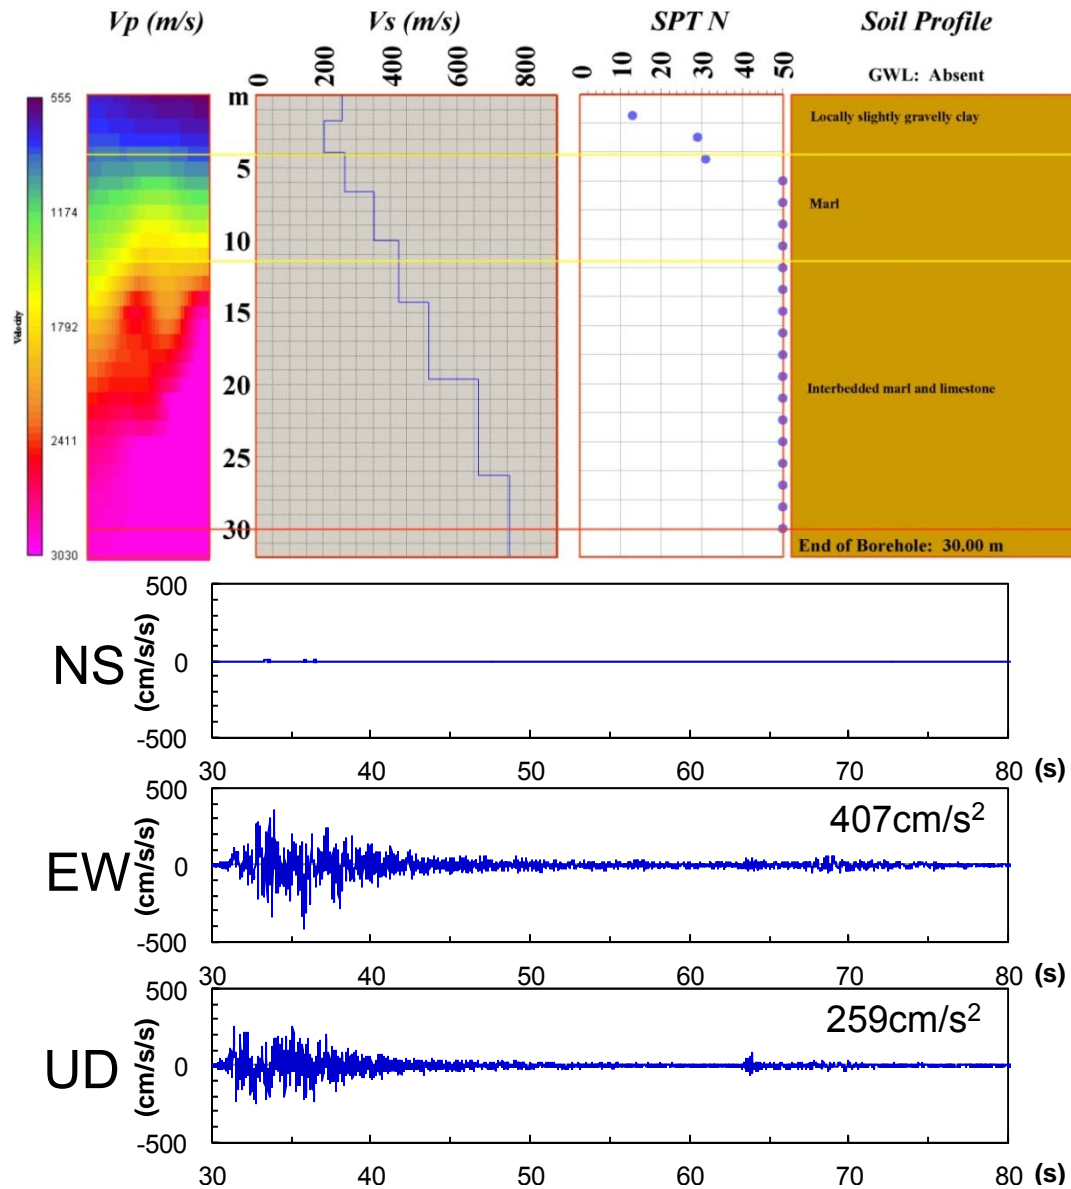 Vp (m/s)
Vs (m/s)
SPT N
Soil Profile
0 200 400 600 800
0 10 20 30 40 50
GWL: Absent
m
5
10
15
20
25
30
Velocity
555
1174
1792
2411
3030
Locally slightly gravelly clay
Marl
Interbedded marl and limestone
End of Borehole: 30.00 m
NS
(cm/s/s)
500
0
-500
30 40 50 60 70 80 (s)
EW
(cm/s/s)
500
0
-500
407cm/s²
30 40 50 60 70 80 (s)
UD
(cm/s/s)
500
0
-500
259cm/s²
30 40 50 60 70 80 (s)